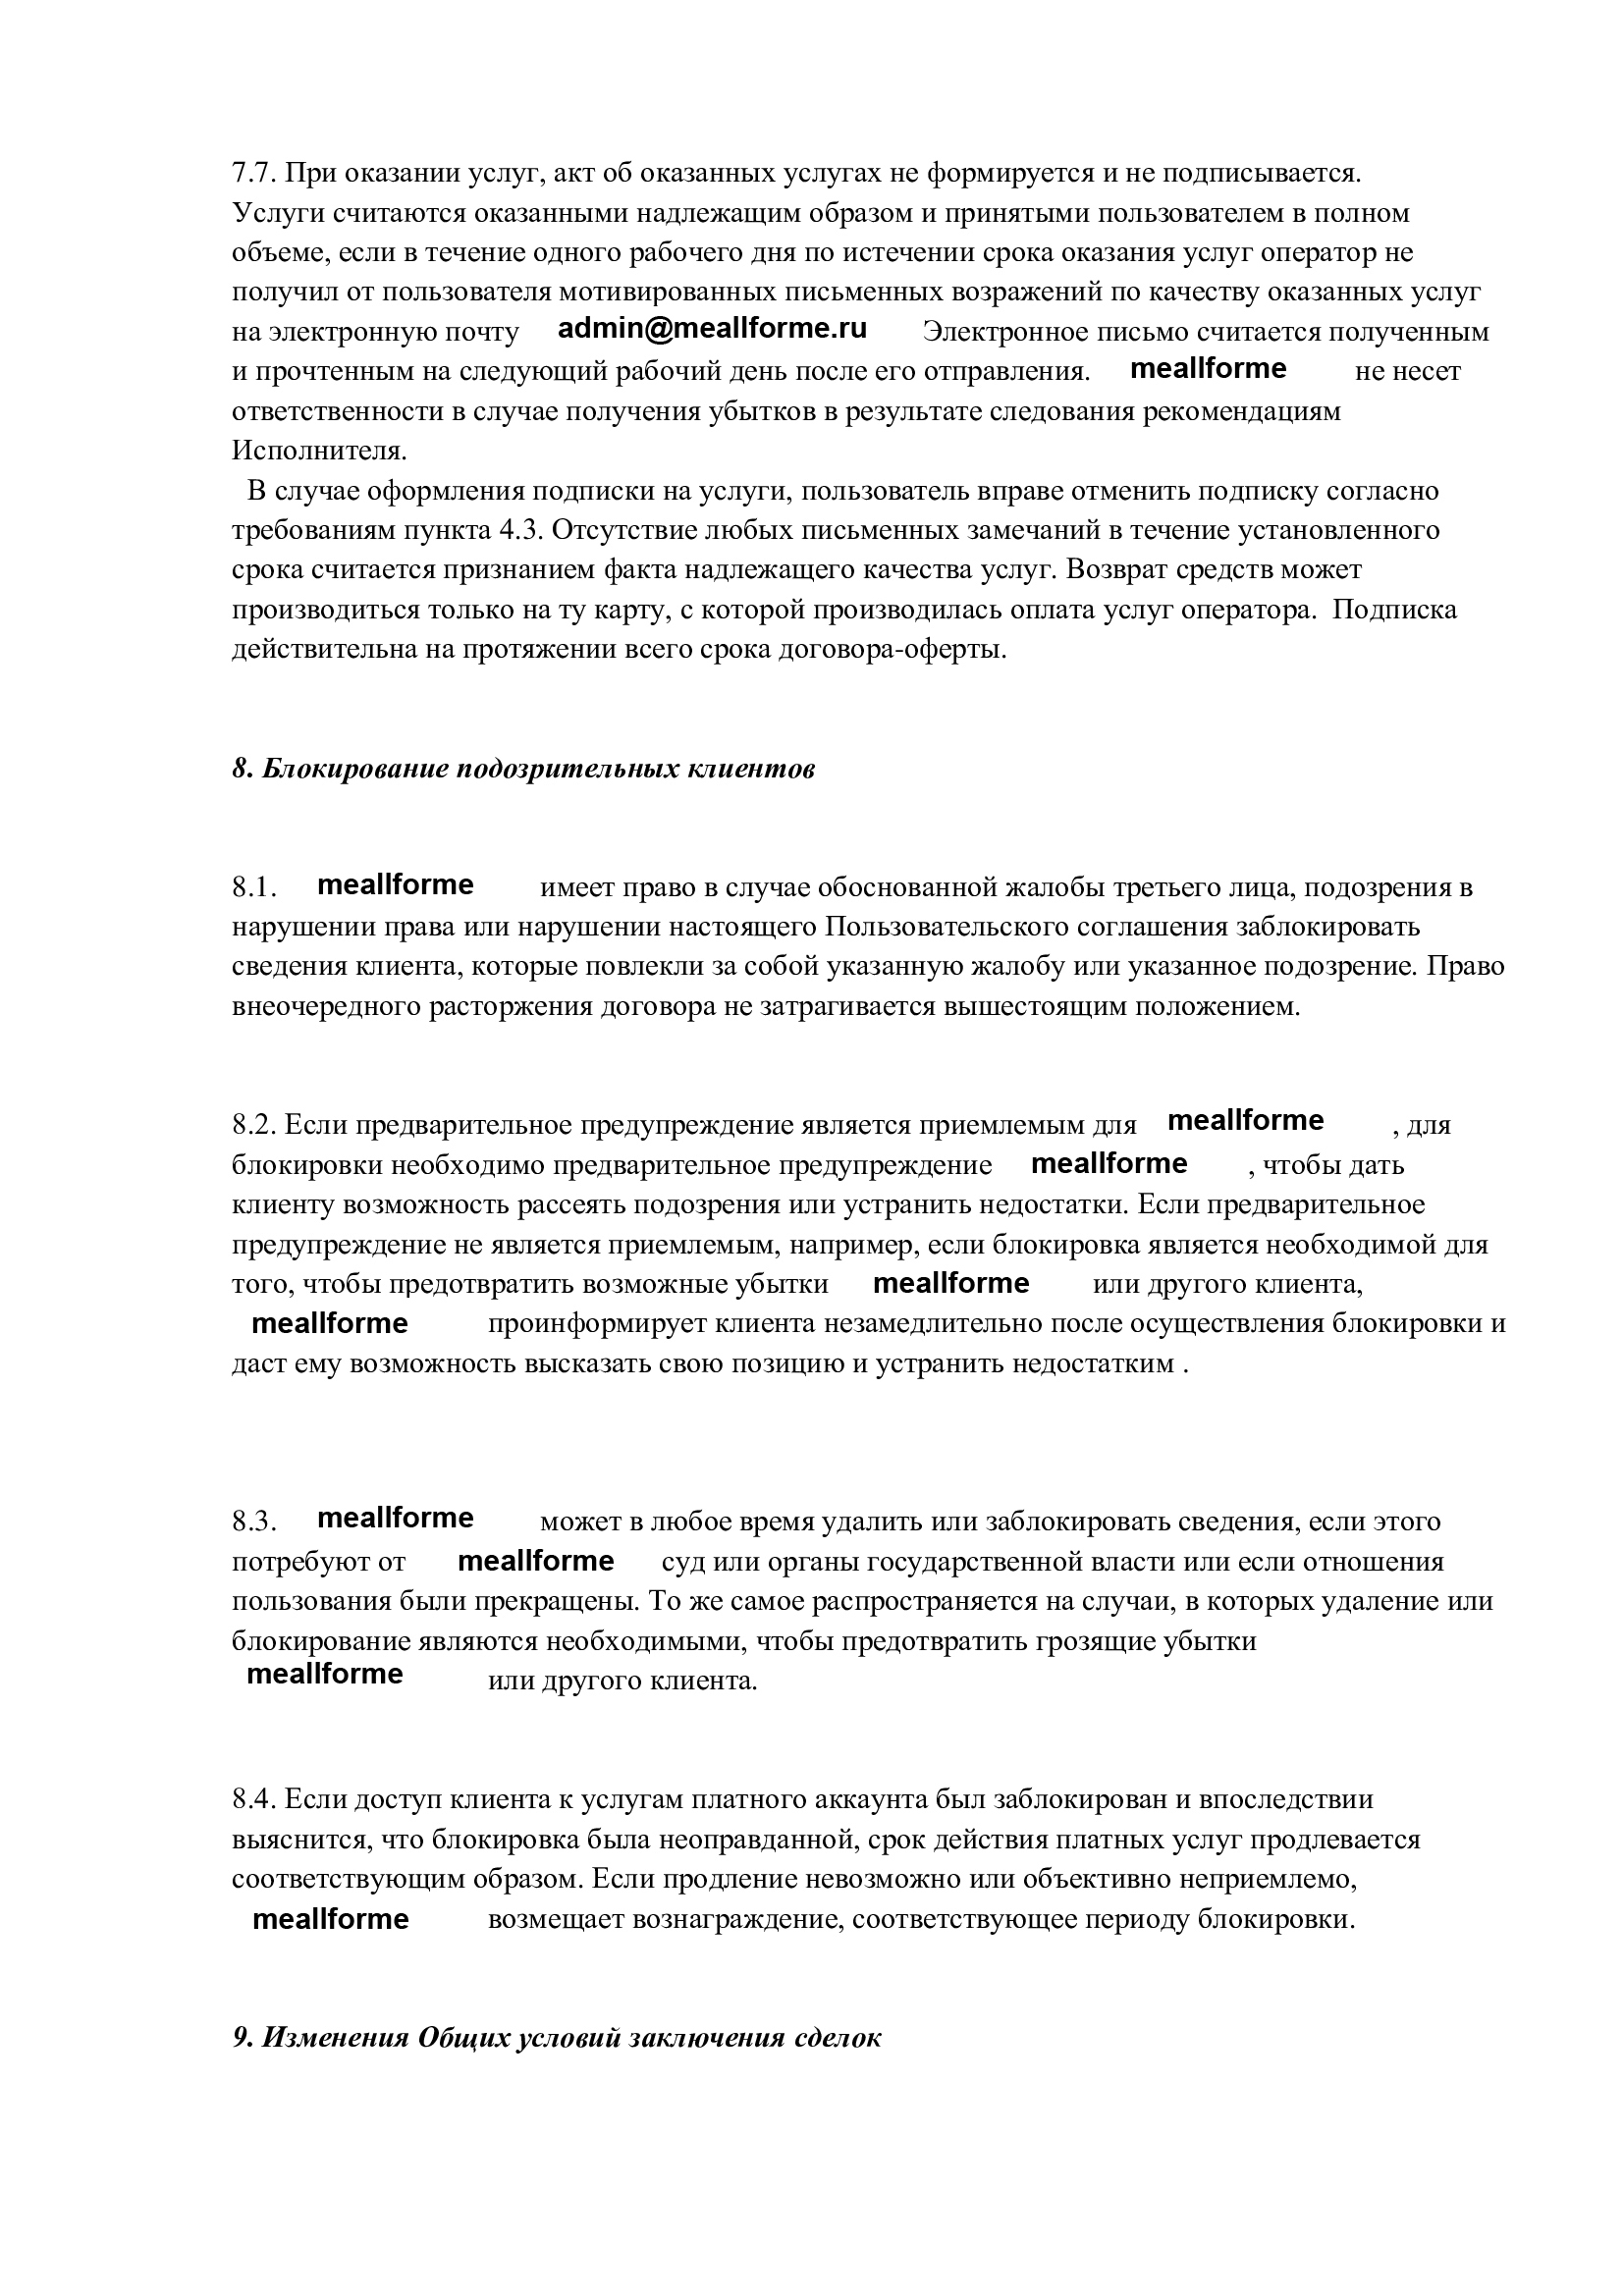 7.7. При оказании услуг, акт об оказанных услугах не формируется и не подписывается.
Услуги считаются оказанными надлежащим образом и принятыми пользователем в полном
объеме, если в течение одного рабочего дня по истечении срока оказания услуг оператор не
получил от пользователя мотивированных письменных возражений по качеству оказанных услуг
на электронную почту admin@meallforme.ru Электронное письмо считается полученным
и прочтенным на следующий рабочий день после его отправления. meallforme не несет
ответственности в случае получения убытков в результате следования рекомендациям
Исполнителя.
В случае оформления подписки на услуги, пользователь вправе отменить подписку согласно
требованиям пункта 4.3. Отсутствие любых письменных замечаний в течение установленного
срока считается признанием факта надлежащего качества услуг. Возврат средств может
производиться только на ту карту, с которой производилась оплата услуг оператора. Подписка
действительна на протяжении всего срока договора-оферты.
8. Блокирование подозрительных клиентов
8.1. meallforme имеет право в случае обоснованной жалобы третьего лица, подозрения в
нарушении права или нарушении настоящего Пользовательского соглашения заблокировать
сведения клиента, которые повлекли за собой указанную жалобу или указанное подозрение. Право
внеочередного расторжения договора не затрагивается вышестоящим положением.
8.2. Если предварительное предупреждение является приемлемым для meallforme , для
блокировки необходимо предварительное предупреждение meallforme , чтобы дать
клиенту возможность рассеять подозрения или устранить недостатки. Если предварительное
предупреждение не является приемлемым, например, если блокировка является необходимой для
того, чтобы предотвратить возможные убытки meallforme или другого клиента,
meallforme проинформирует клиента незамедлительно после осуществления блокировки и
даст ему возможность высказать свою позицию и устранить недостатким .
8.3. meallforme может в любое время удалить или заблокировать сведения, если этого
потребуют от meallforme суд или органы государственной власти или если отношения
пользования были прекращены. То же самое распространяется на случаи, в которых удаление или
блокирование являются необходимыми, чтобы предотвратить грозящие убытки
meallforme или другого клиента.
8.4. Если доступ клиента к услугам платного аккаунта был заблокирован и впоследствии
выяснится, что блокировка была неоправданной, срок действия платных услуг продлевается
соответствующим образом. Если продление невозможно или объективно неприемлемо,
meallforme возмещает вознаграждение, соответствующее периоду блокировки.
9. Изменения Общих условий заключения сделок